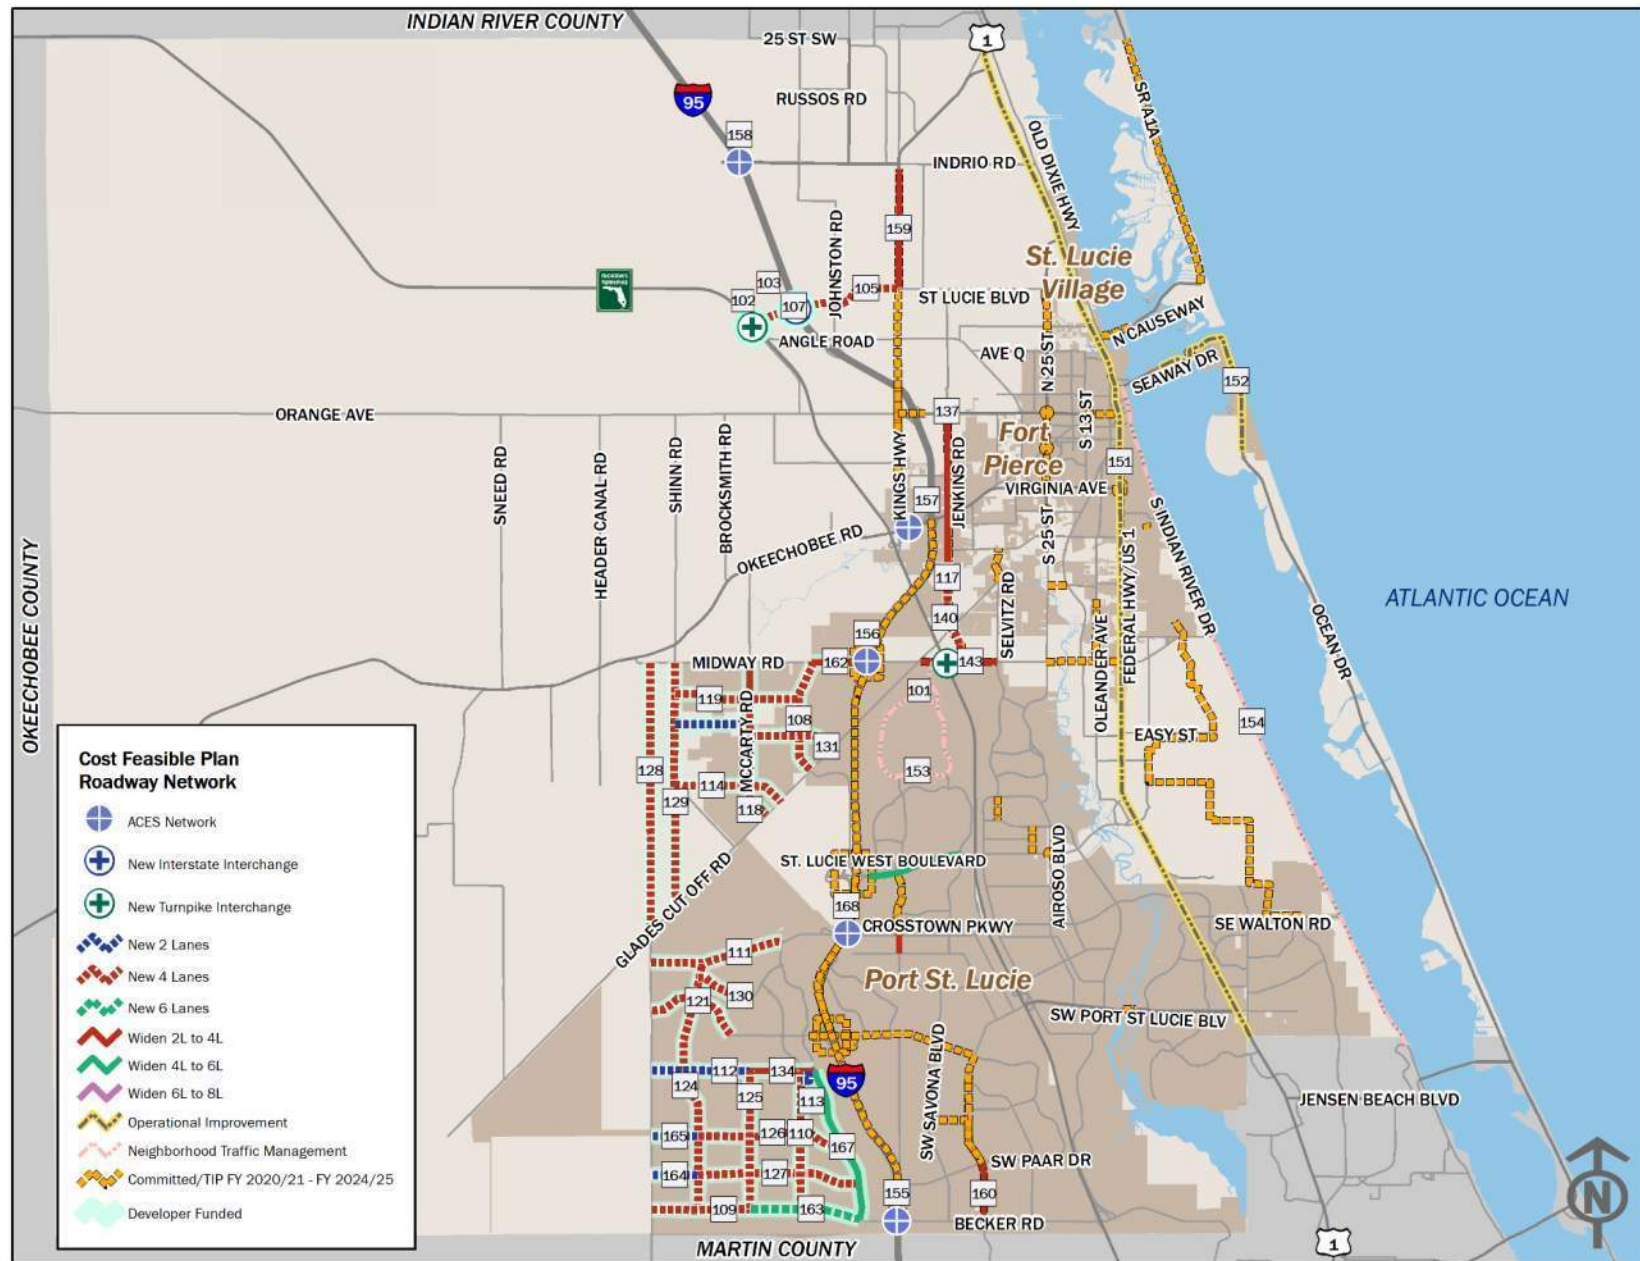 INDIAN RIVER COUNTY
25 ST SW
1
95
RUSSOS RD
SR A1A
158
OLD DIXIE HWY
INDRIO RD
JOHNSTON RD
159
St. Lucie
Village
103
105
102
107
ST LUCIE BLVD
N CAUSEWAY
ANGLE ROAD
AVE Q
N 25 ST
SEAWAY DR
152
ORANGE AVE
137
S 13 ST
Fort
Pierce
SNEED RD
HEADER CANAL RD
SHINN RD
BROCKSMITH RD
KINGS HWY
JENKINS RD
151
157
VIRGINIA AVE
S 25 ST
S INDIAN RIVER DR
OKEECHOBEE RD
117
SELVITZ RD
FEDERAL HWY/US 1
ATLANTIC OCEAN
OKEECHOBEE COUNTY
140
156
OLEANDER AVE
OCEAN DR
MIDWAY RD
162
143
101
119
MCCARTY RD
108
154
EASY ST
131
128
153
114
129
118
ST. LUCIE WEST BOULEVARD
AIROSO BLVD
GLADES CUT OFF RD
168
CROSSTOWN PKWY
SE WALTON RD
111
Port St. Lucie
121
130
SW PORT ST LUCIE BLV
SW SAVONA BLVD
112
134
95
124
125
113
JENSEN BEACH BLVD
165
126
110
167
SW PAAR DR
164
127
155
160
109
163
BECKER RD
MARTIN COUNTY
1
N
Cost Feasible Plan
Roadway Network
ACES Network
New Interstate Interchange
New Turnpike Interchange
New 2 Lanes
New 4 Lanes
New 6 Lanes
Widen 2L to 4L
Widen 4L to 6L
Widen 6L to 8L
Operational Improvement
Neighborhood Traffic Management
Committed/TIP FY 2020/21 - FY 2024/25
Developer Funded